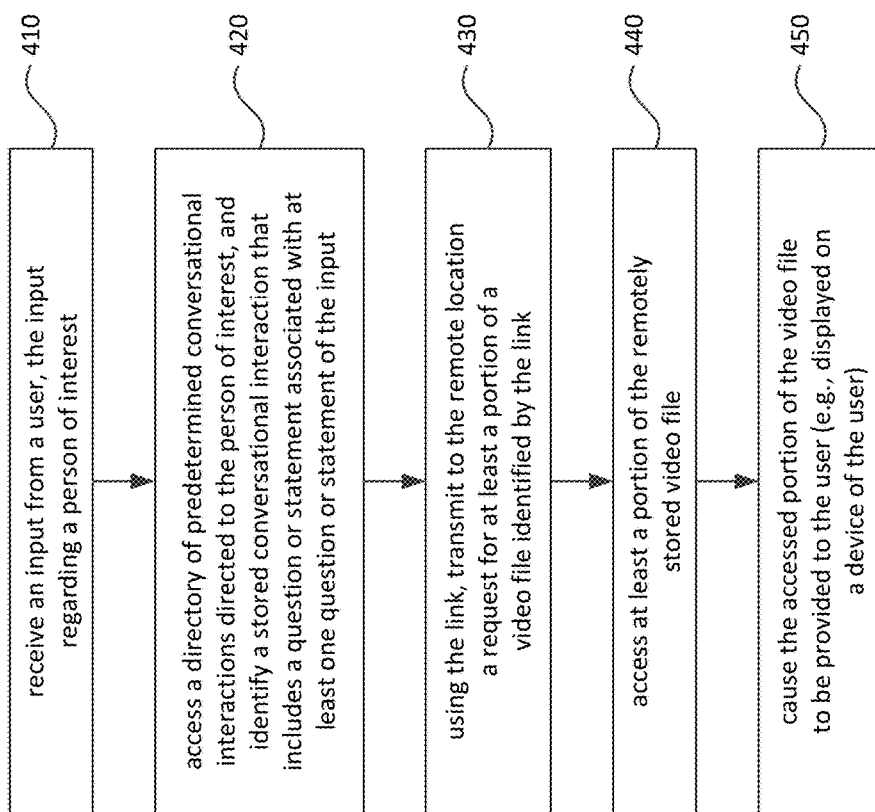 receive an input from a user, the input
regarding a person of interest
410
access a directory of predetermined conversational
interactions directed to the person of interest, and
identify a stored conversational interaction that
includes a question or statement associated with at
least one question or statement of the input
420
using the link, transmit to the remote location
a request for at least a portion of a
video file identified by the link
430
access at least a portion of the remotely
stored video file
440
cause the accessed portion of the video file
to be provided to the user (e.g., displayed on
a device of the user)
450